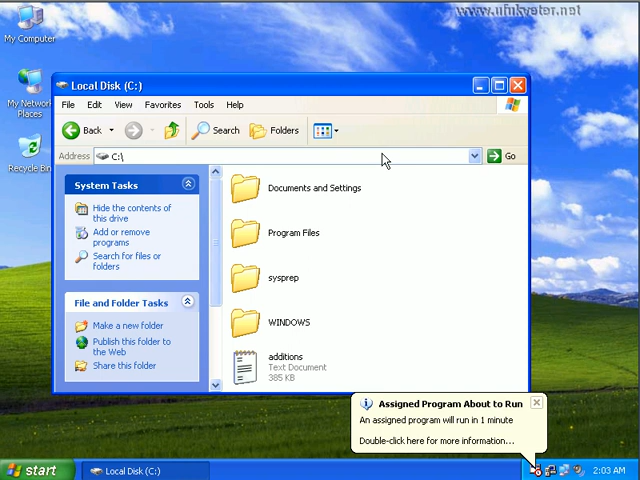 www.ufukyeter.net
My Computer
My Network
Places
Recycle Bin
Local Disk (C:)
File Edit View Favorites Tools Help
Back Search Folders
Address C:\ Go
System Tasks
Hide the contents of
this drive
Add or remove
programs
Search for files or
folders
File and Folder Tasks
Make a new folder
Publish this folder to
the Web
Share this folder
Documents and Settings
Program Files
sysprep
WINDOWS
additions
Text Document
385 KB
Assigned Program About to Run
An assigned program will run in 1 minute
Double-click here for more information...
start Local Disk (C:) 2:03 AM